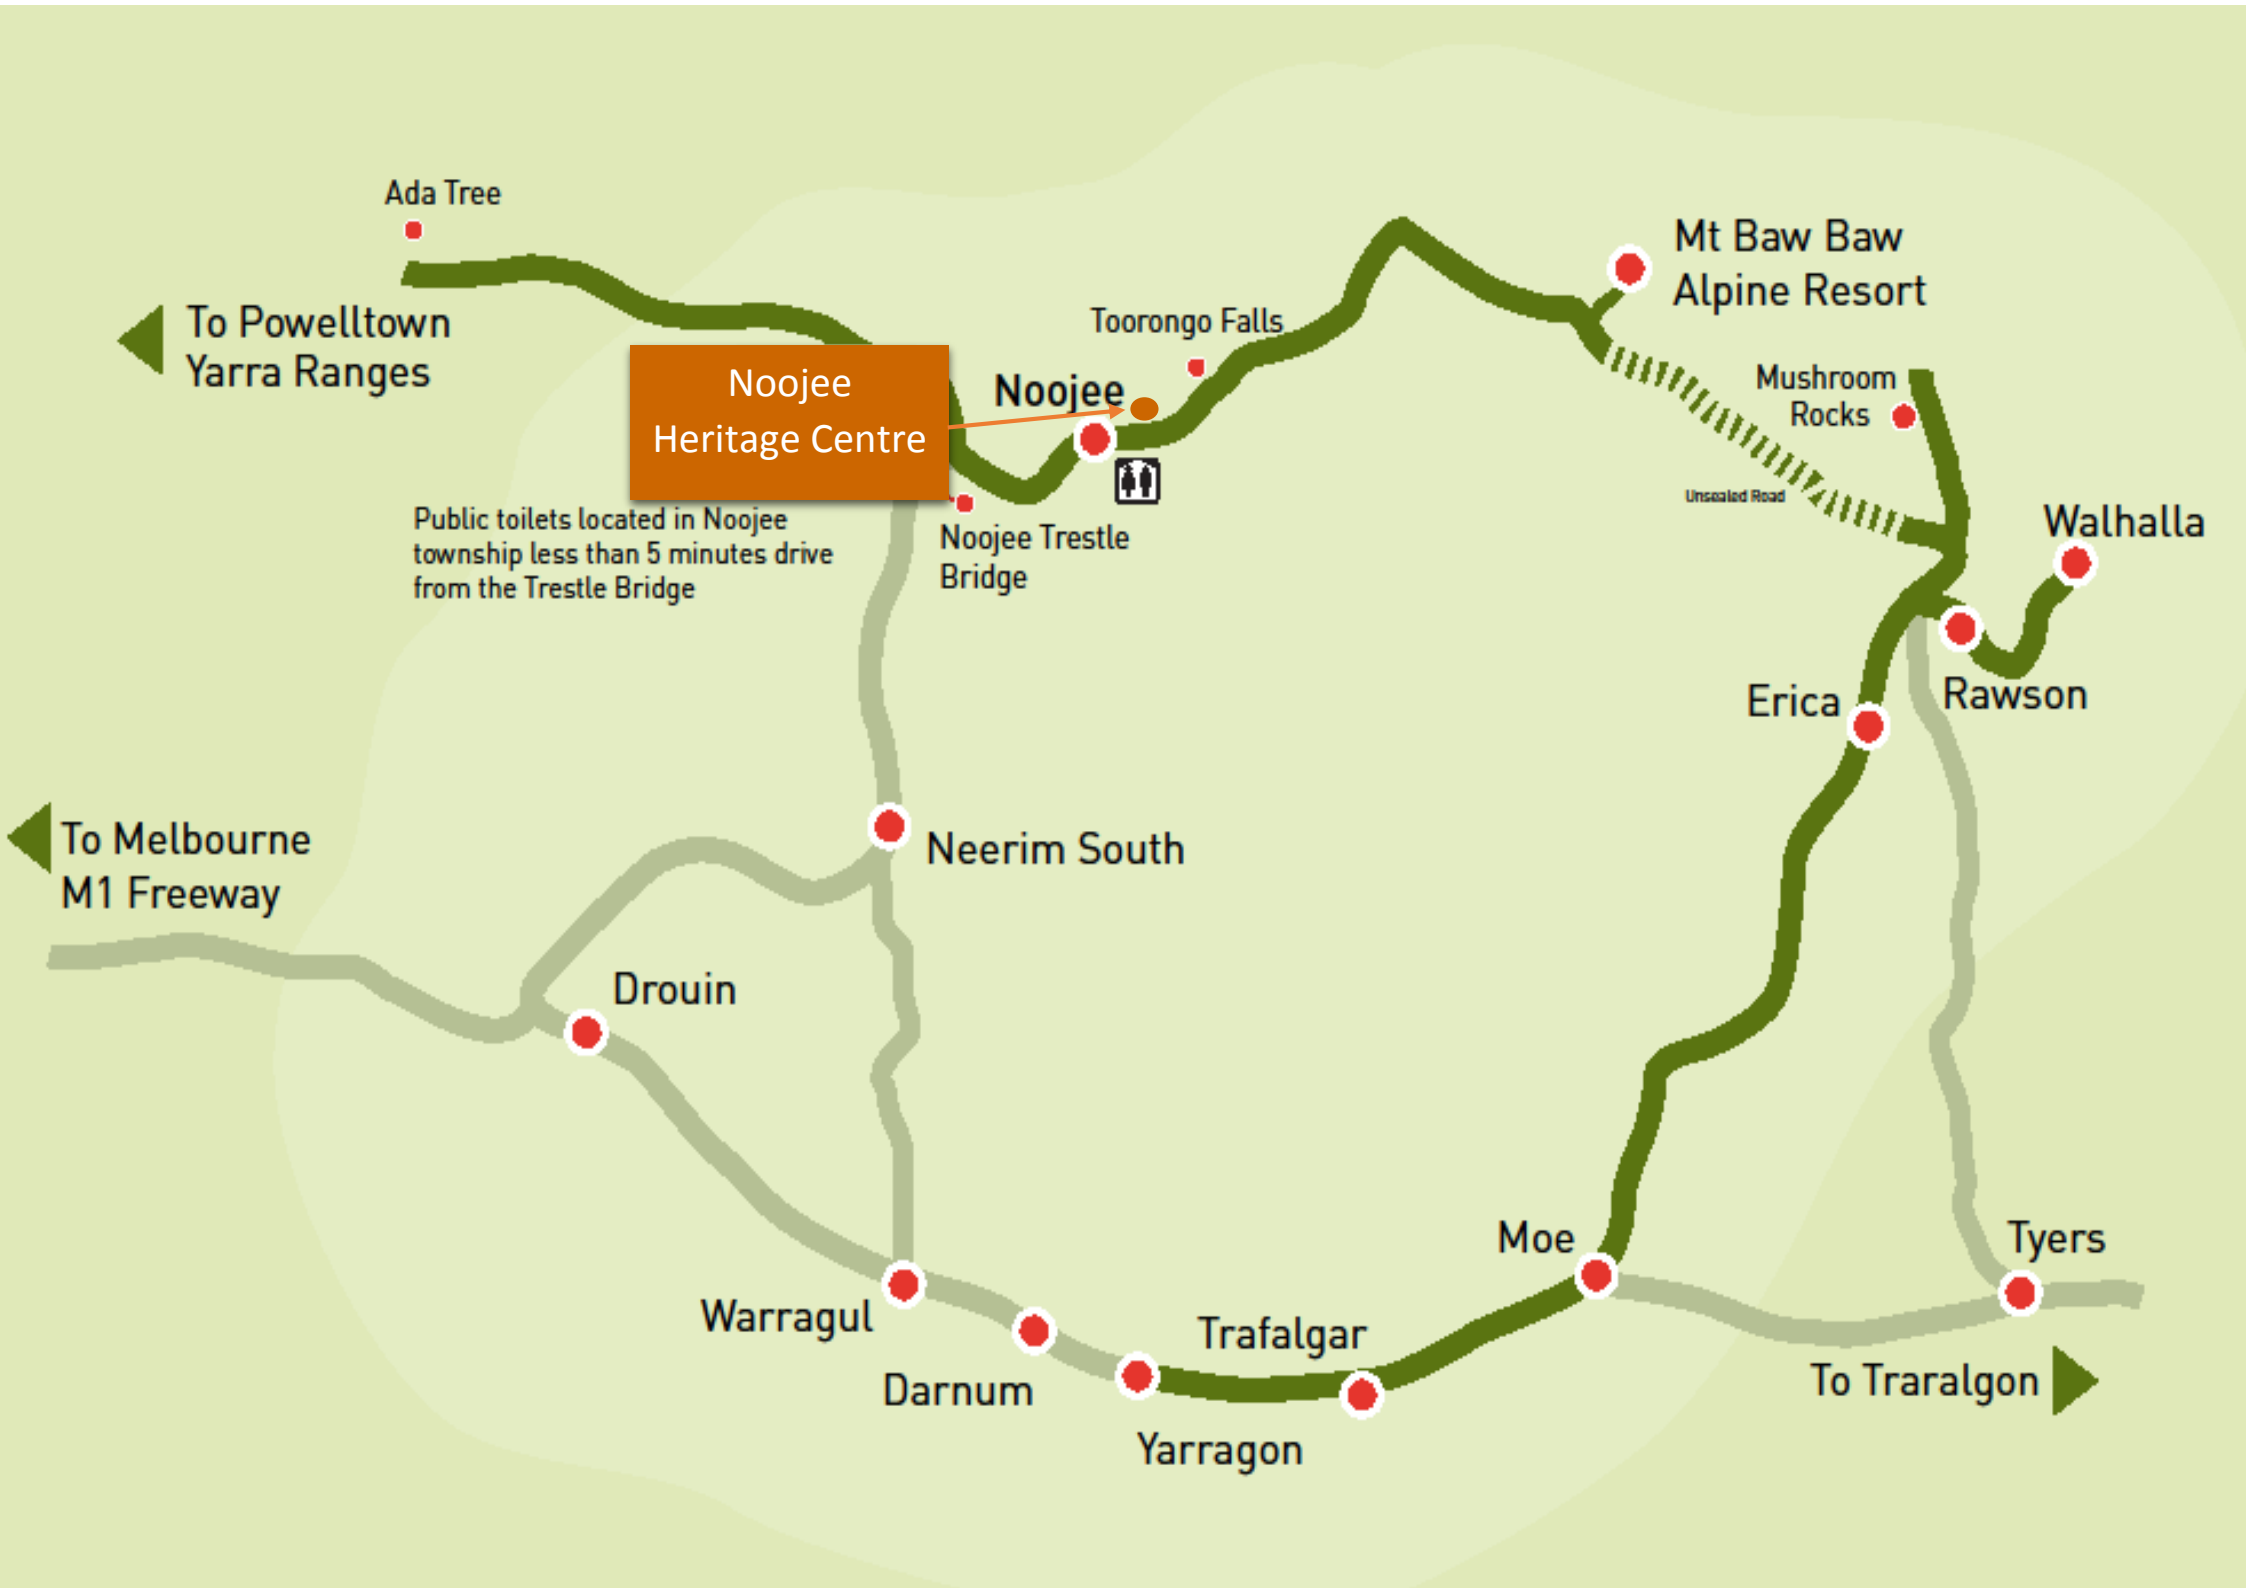 Ada Tree
To Powelltown
Yarra Ranges
Noojee
Heritage Centre
Noojee
Toorongo Falls
Mt Baw Baw
Alpine Resort
Mushroom
Rocks
Unsealed Road
Public toilets located in Noojee
township less than 5 minutes drive
from the Trestle Bridge
Noojee Trestle
Bridge
Walhalla
Rawson
Erica
To Melbourne
M1 Freeway
Neerim South
Drouin
Warragul
Darnum
Yarragon
Trafalgar
Moe
Tyers
To Traralgon